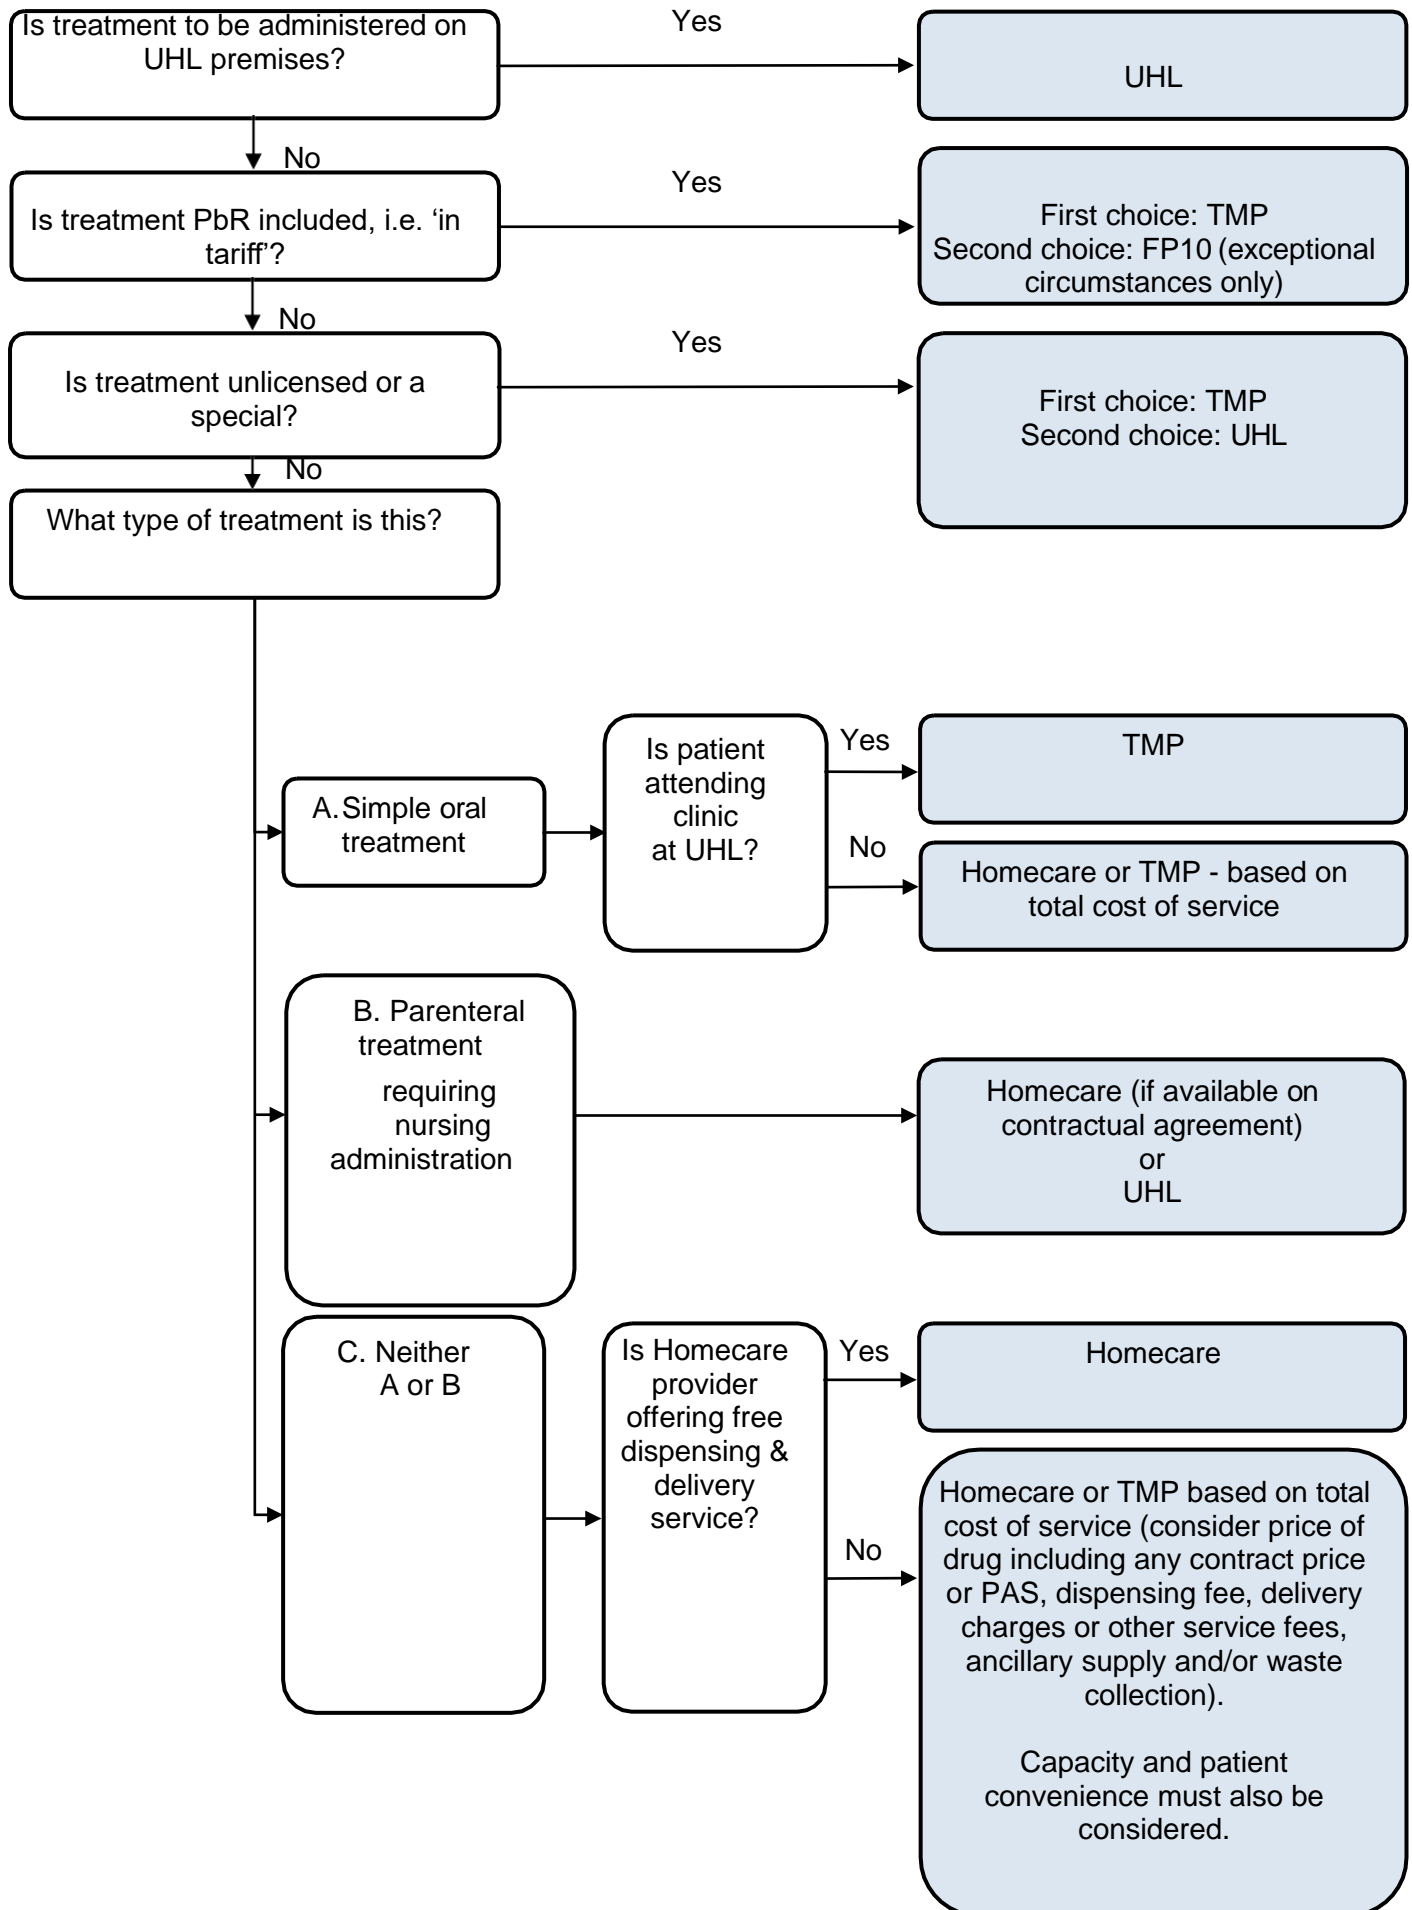 Is treatment to be administered on
UHL premises?
Yes
UHL
No
Is treatment PbR included, i.e. ‘in
tariff’?
Yes
First choice: TMP
Second choice: FP10 (exceptional
circumstances only)
No
Is treatment unlicensed or a
special?
Yes
First choice: TMP
Second choice: UHL
No
What type of treatment is this?
A. Simple oral
treatment
Is patient
attending
clinic
at UHL?
Yes
TMP
No
Homecare or TMP - based on
total cost of service
B. Parenteral
treatment
requiring
nursing
administration
Homecare (if available on
contractual agreement)
or
UHL
C. Neither
A or B
Is Homecare
provider
offering free
dispensing &
delivery
service?
Yes
Homecare
No
Homecare or TMP based on total
cost of service (consider price of
drug including any contract price
or PAS, dispensing fee, delivery
charges or other service fees,
ancillary supply and/or waste
collection).
Capacity and patient
convenience must also be
considered.